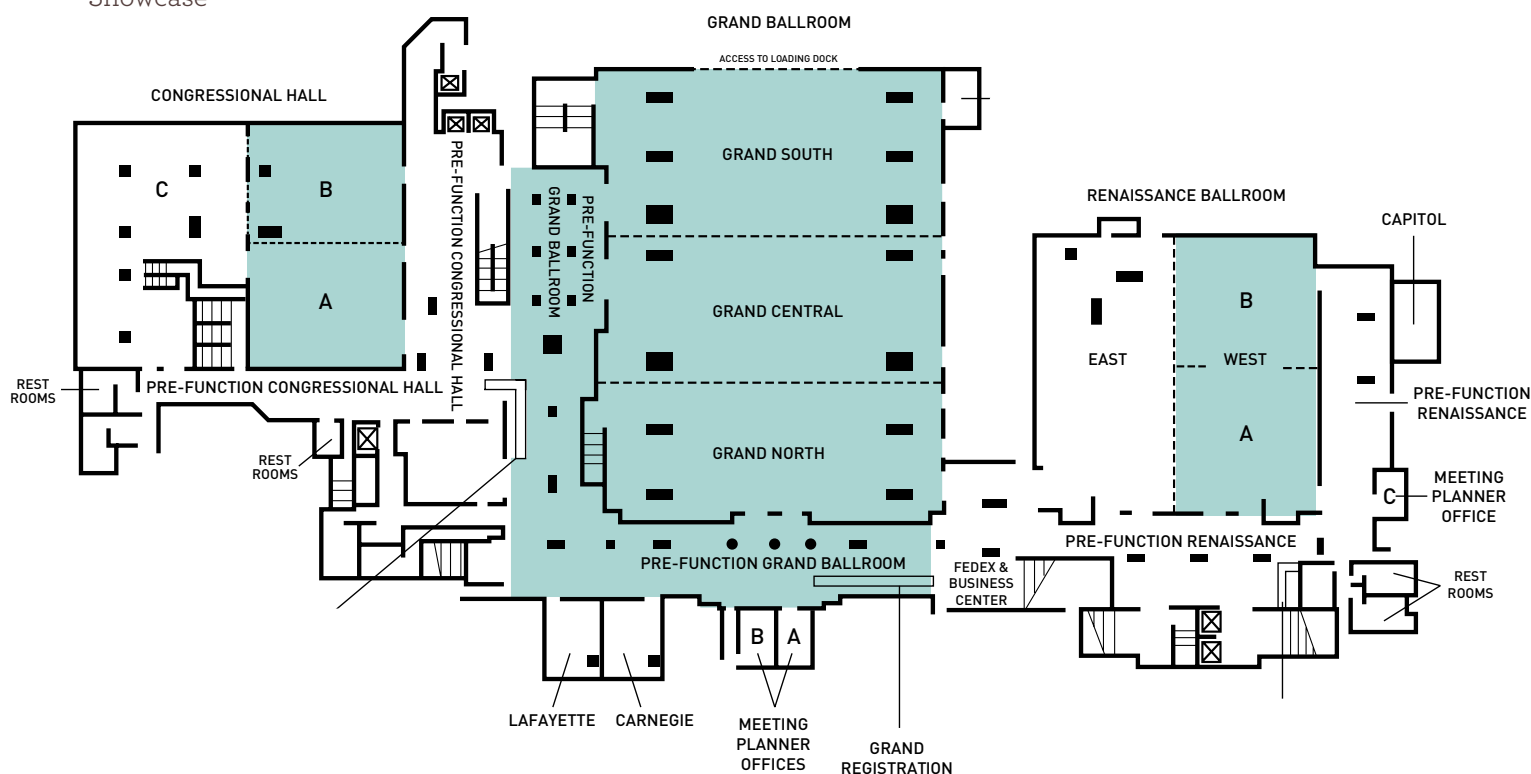 Showcase
GRAND BALLROOM
ACCESS TO LOADING DOCK
CONGRESSIONAL HALL
C
B
A
PRE-FUNCTION CONGRESSIONAL HALL
PRE-FUNCTION
GRAND BALLROOM
GRAND SOUTH
GRAND CENTRAL
GRAND NORTH
RENAISSANCE BALLROOM
CAPITOL
B
EAST
WEST
A
PRE-FUNCTION
RENAISSANCE
REST
ROOMS
PRE-FUNCTION CONGRESSIONAL HALL
REST
ROOMS
C
MEETING
PLANNER
OFFICE
PRE-FUNCTION RENAISSANCE
PRE-FUNCTION GRAND BALLROOM
FEDEX &
BUSINESS
CENTER
REST
ROOMS
B
A
LAFAYETTE
CARNEGIE
MEETING
PLANNER
OFFICES
GRAND
REGISTRATION